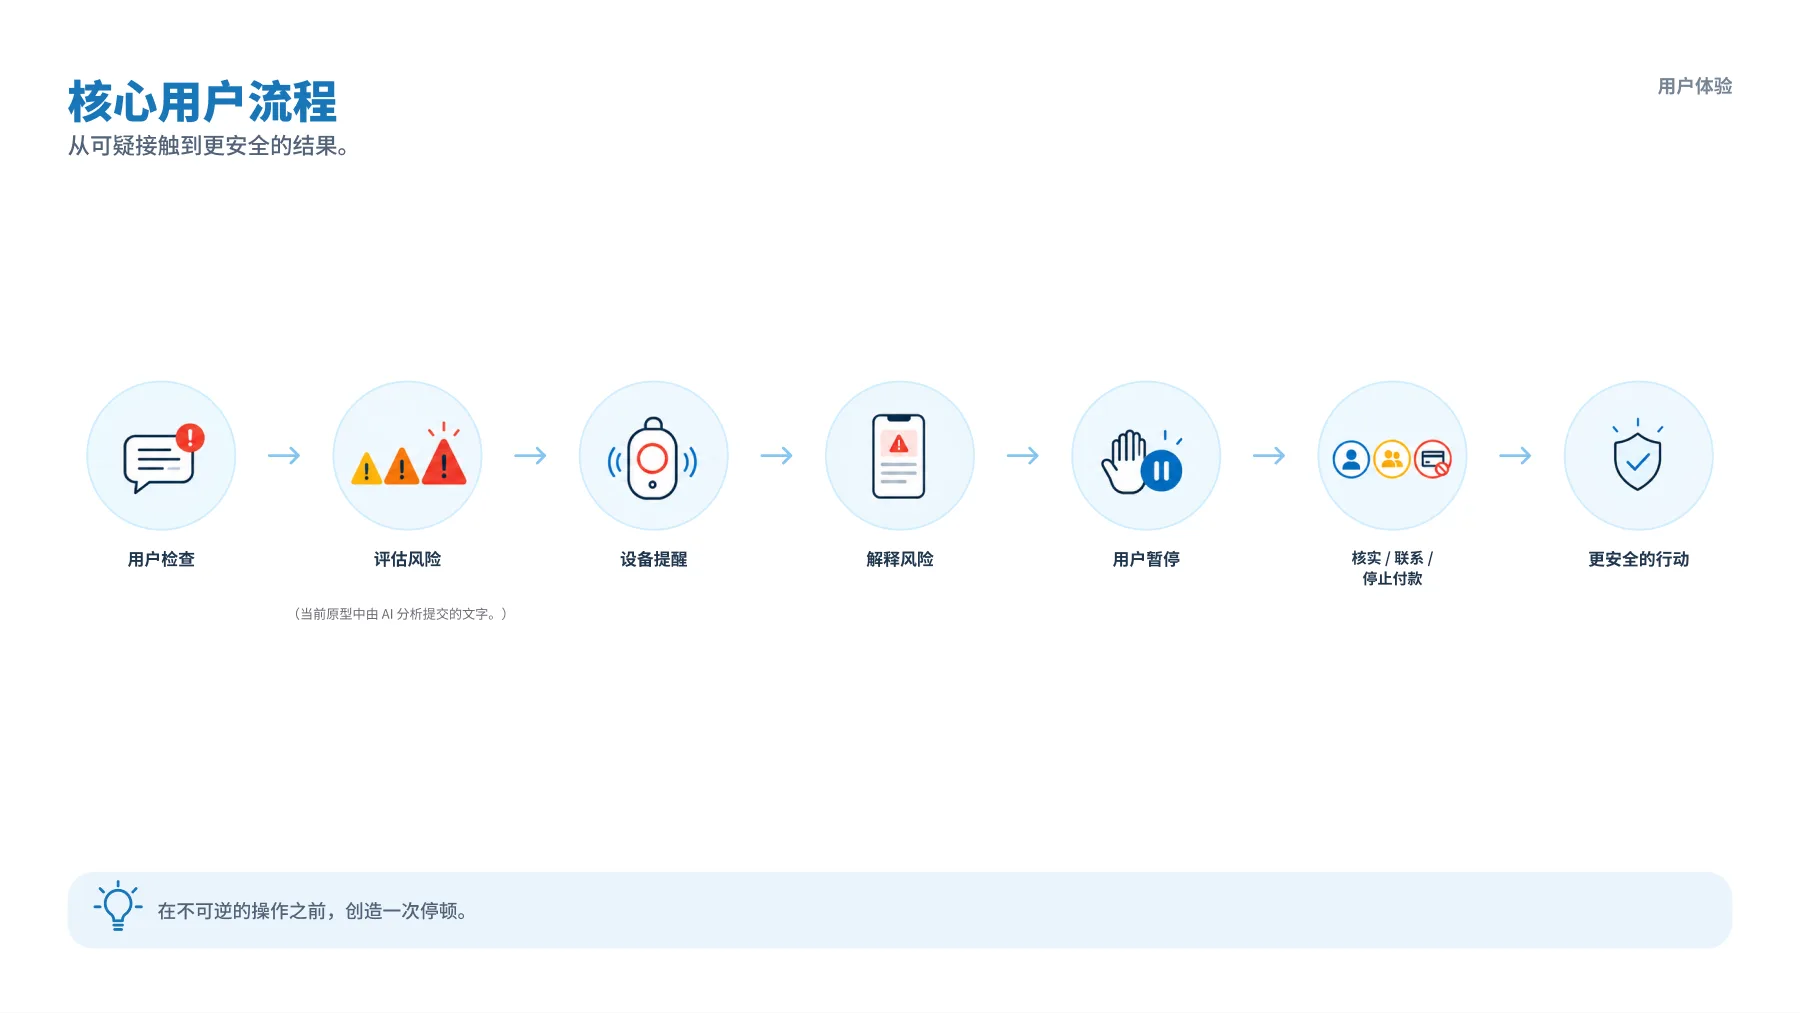 核心用户流程
用户体验
从可疑接触到更安全的结果。
用户检查
评估风险
设备提醒
解释风险
用户暂停
核实 / 联系 /
停止付款
更安全的行动
（当前原型中由 AI 分析提交的文字。）
在不可逆的操作之前，创造一次停顿。